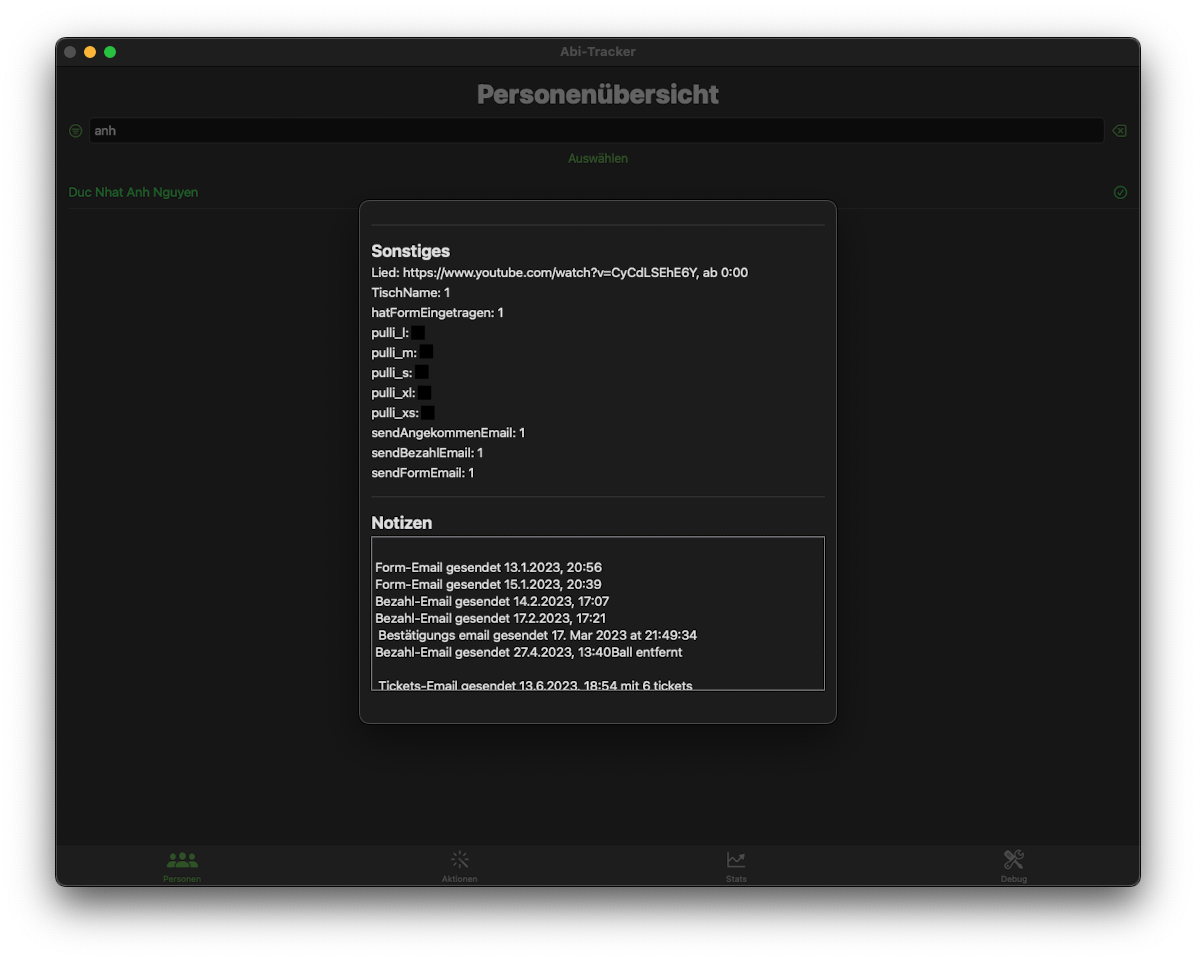 Abi-Tracker
Personenübersicht
anh
Auswählen
Duc Nhat Anh Nguyen
Sonstiges
Lied: https://www.youtube.com/watch?v=CyCdLSEhE6Y, ab 0:00
TischName: 1
hatFormEingetragen: 1
pulli_l:
pulli_m:
pulli_s:
pulli_xl:
pulli_xs:
sendAngekommenEmail: 1
sendBezahlEmail: 1
sendFormEmail: 1
Notizen
Form-Email gesendet 13.1.2023, 20:56
Form-Email gesendet 15.1.2023, 20:39
Bezahl-Email gesendet 14.2.2023, 17:07
Bezahl-Email gesendet 17.2.2023, 17:21
Bestätigungs email gesendet 17. Mar 2023 at 21:49:34
Bezahl-Email gesendet 27.4.2023, 13:40Ball entfernt
Tickets-Email gesendet 13.6.2023, 18:54 mit 6 tickets
Personen
Aktionen
Stats
Debug